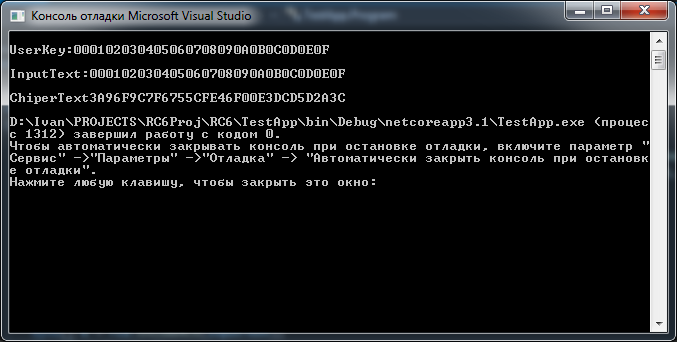 Консоль отладки Microsoft Visual Studio
UserKey:000102030405060708090A0B0C0D0E0F
InputText:000102030405060708090A0B0C0D0E0F
ChiperText3A96F9C7F6755CFE46F00E3DCD5D2A3C
D:\Ivan\PROJECTS\RC6Proj\RC6\TestApp\bin\Debug\netcoreapp3.1\TestApp.exe (процес
с 1312) завершил работу с кодом 0.
Чтобы автоматически закрывать консоль при остановке отладки, включите параметр "
Сервис" ->"Параметры" ->"Отладка" -> "Автоматически закрыть консоль при остановк
е отладки".
Нажмите любую клавишу, чтобы закрыть это окно: